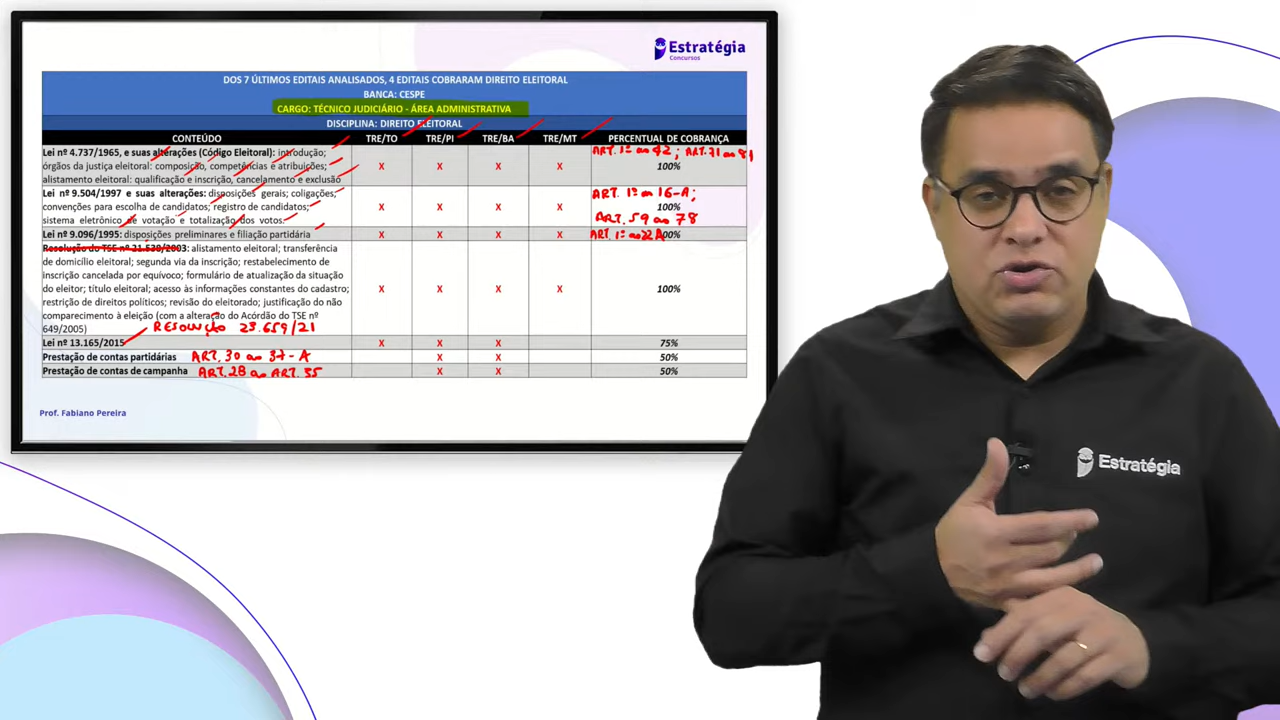 Estratégia
Concursos
DOS 7 ÚLTIMOS EDITAIS ANALISADOS, 4 EDITAIS COBRARAM DIREITO ELEITORAL
BANCA: CESPE
CARGO: TÉCNICO JUDICIÁRIO - ÁREA ADMINISTRATIVA
DISCIPLINA: DIREITO ELEITORAL
CONTEÚDO TRE/TO TRE/PI TRE/BA TRE/MT PERCENTUAL DE COBRANÇA
Lei nº 4.737/1965, e suas alterações (Código Eleitoral): introdução; ART. 1º ao 42; ART. 71 ao 81
órgãos da justiça eleitoral: composição, competências e atribuições; X X X X 100%
alistamento eleitoral: qualificação e inscrição, cancelamento e exclusão
Lei nº 9.504/1997 e suas alterações: disposições gerais; coligações; ART. 1º ao 16-A;
convenções para escolha de candidatos; registro de candidatos; X X X X 100%
sistema eletrônico de votação e totalização dos votos. ART. 59 ao 78
Lei nº 9.096/1995: disposições preliminares e filiação partidária X X X X ART. 1º ao 22A 00%
Resolução do TSE nº 21.538/2003: alistamento eleitoral; transferência
de domicílio eleitoral; segunda via da inscrição; restabelecimento de
inscrição cancelada por equívoco; formulário de atualização da situação
do eleitor; título eleitoral; acesso às informações constantes do cadastro; X X X X 100%
restrição de direitos políticos; revisão do eleitorado; justificação do não
comparecimento à eleição (com a alteração do Acórdão do TSE nº
649/2005) RESOLUÇÃO 23.659/21
Lei nº 13.165/2015 X X X 75%
Prestação de contas partidárias ART. 30 ao 37-A X X 50%
Prestação de contas de campanha ART. 28 ao ART. 35 X X 50%
Prof. Fabiano Pereira
Estratégia